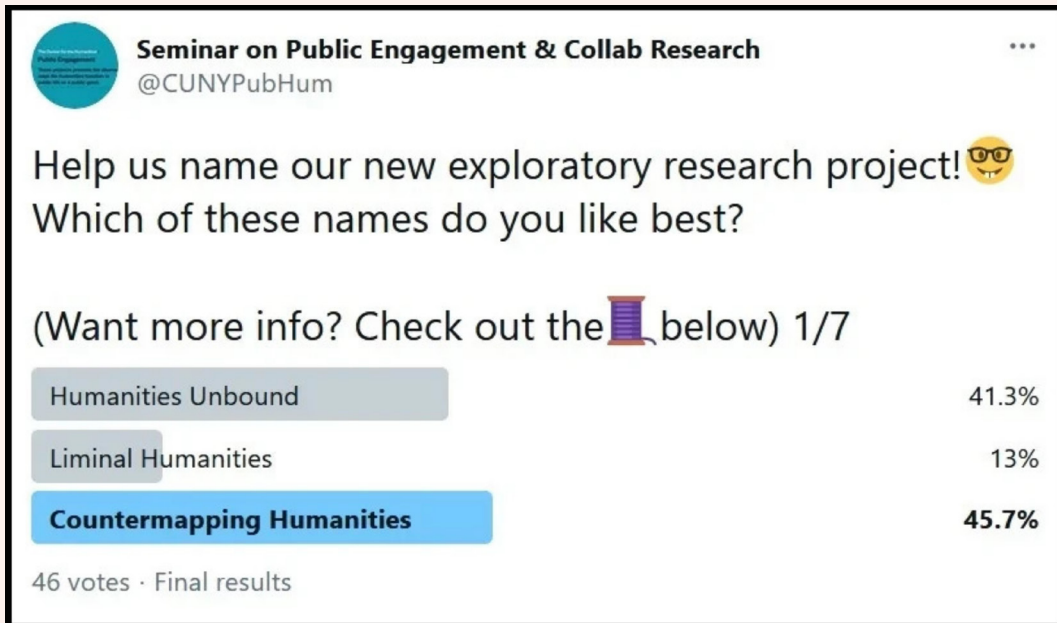 Public Engagement
Seminar on Public Engagement & Collab Research
@CUNYPubHum
Help us name our new exploratory research project!🤓
Which of these names do you like best?
(Want more info? Check out the🧵below) 1/7
Humanities Unbound 41.3%
Liminal Humanities 13%
Countermapping Humanities 45.7%
46 votes · Final results